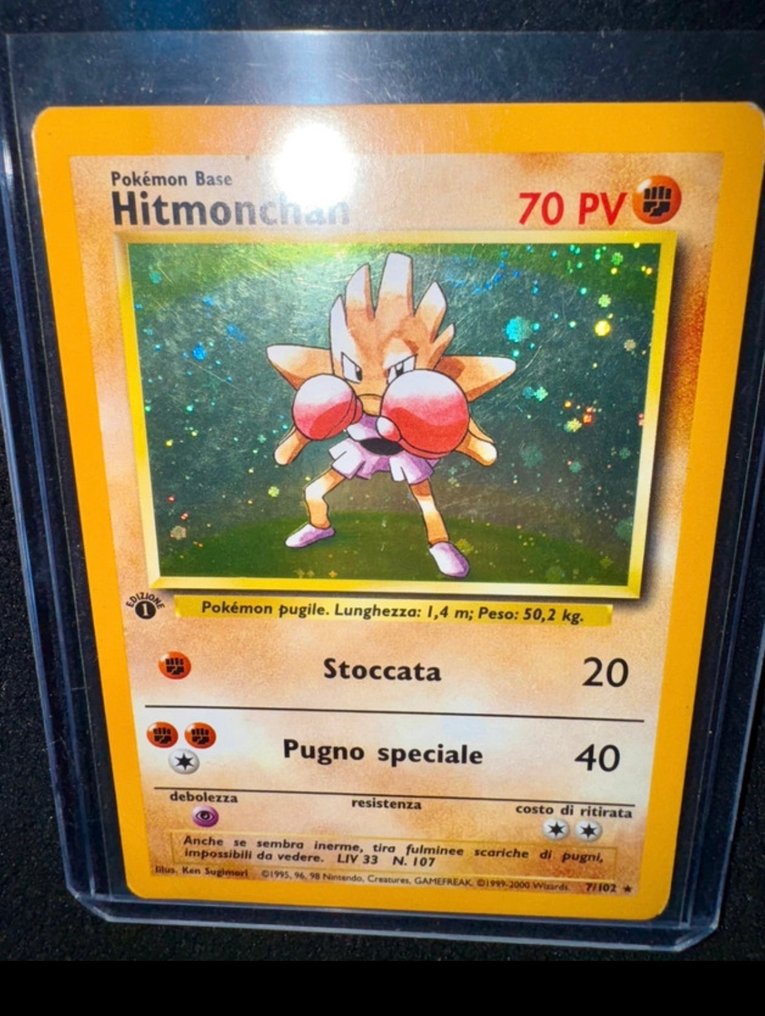 Pokémon Base
Hitmonchan
70 PV
EDIZIONE
1
Pokémon pugile. Lunghezza: 1,4 m; Peso: 50,2 kg.
Stoccata 20
Pugno speciale 40
debolezza resistenza costo di ritirata
Anche se sembra inerme, tira fulminee scariche di pugni,
impossibili da vedere. LIV 33 N. 107
Illus. Ken Sugimori ©1995, 96, 98 Nintendo, Creatures, GAMEFREAK. ©1999-2000 Wizards. 7/102 ★